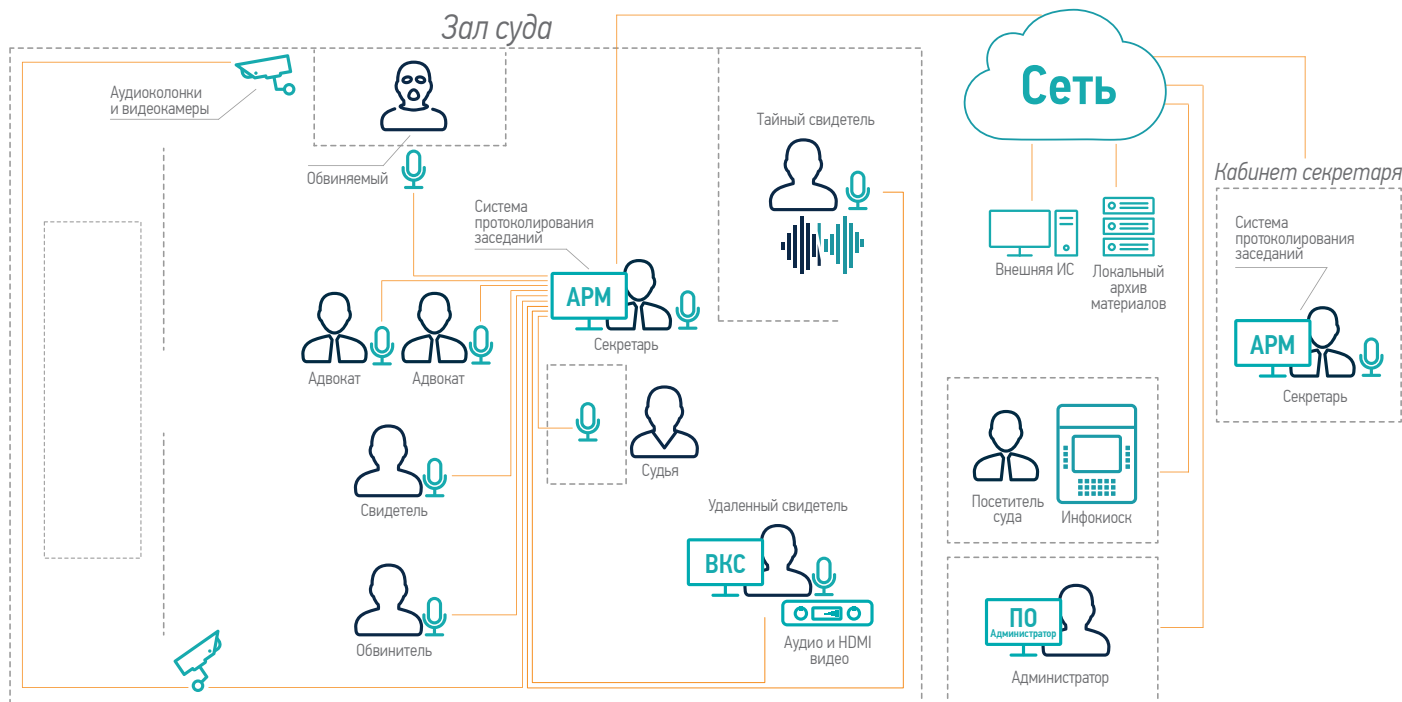 Зал суда
Аудиоколонки
и видеокамеры
Обвиняемый
Система
протоколирования
заседаний
АРМ
Секретарь
Адвокат
Адвокат
Свидетель
Обвинитель
Судья
Тайный свидетель
Удаленный свидетель
ВКС
Аудио и HDMI
видео
Сеть
Внешняя ИС
Локальный
архив
материалов
Кабинет секретаря
Система
протоколирования
заседаний
АРМ
Секретарь
Посетитель
суда
Инфокиоск
ПО
Администратор
Администратор